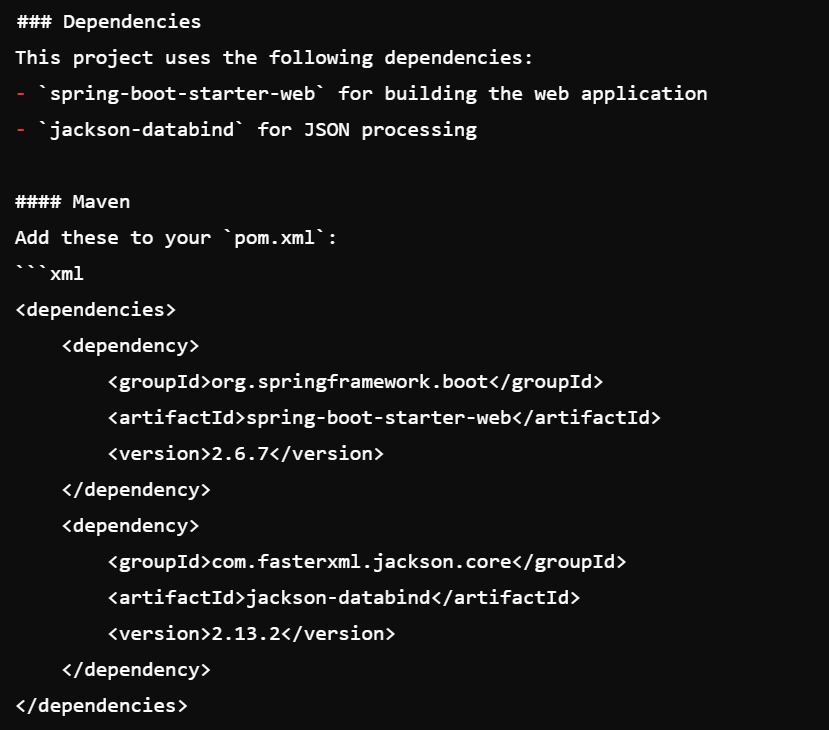 ### Dependencies
This project uses the following dependencies:
- `spring-boot-starter-web` for building the web application
- `jackson-databind` for JSON processing

#### Maven
Add these to your `pom.xml`:
```xml
<dependencies>
    <dependency>
        <groupId>org.springframework.boot</groupId>
        <artifactId>spring-boot-starter-web</artifactId>
        <version>2.6.7</version>
    </dependency>
    <dependency>
        <groupId>com.fasterxml.jackson.core</groupId>
        <artifactId>jackson-databind</artifactId>
        <version>2.13.2</version>
    </dependency>
</dependencies>